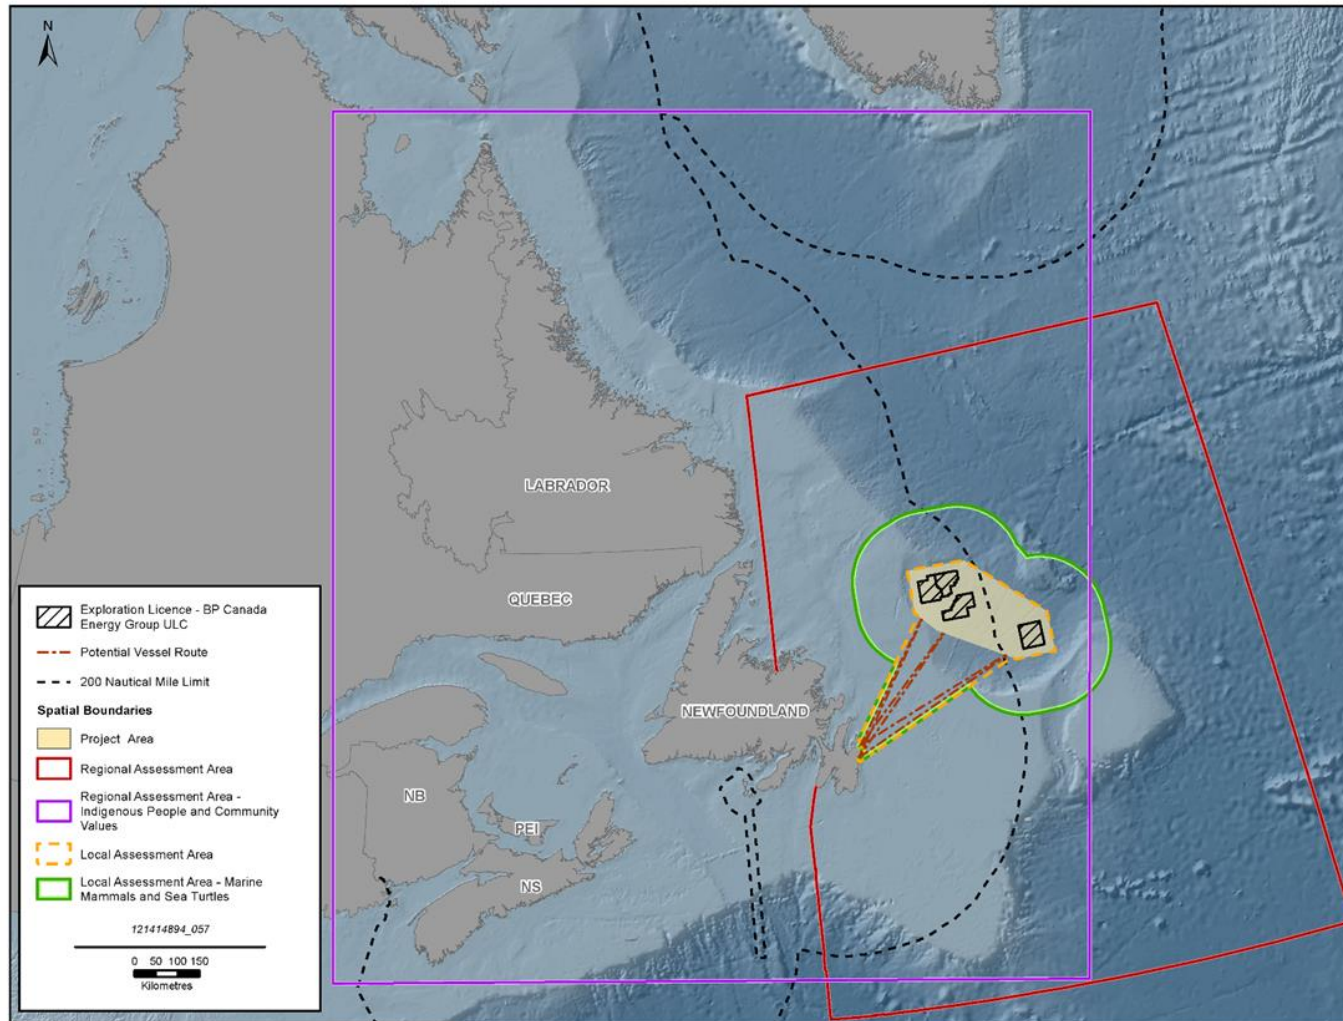 N
LABRADOR
QUEBEC
NEWFOUNDLAND
NB
PEI
NS
Exploration Licence - BP Canada
Energy Group ULC
Potential Vessel Route
200 Nautical Mile Limit
Spatial Boundaries
Project Area
Regional Assessment Area
Regional Assessment Area -
Indigenous People and Community
Values
Local Assessment Area
Local Assessment Area - Marine
Mammals and Sea Turtles
121414894_057
0 50 100 150
Kilometres